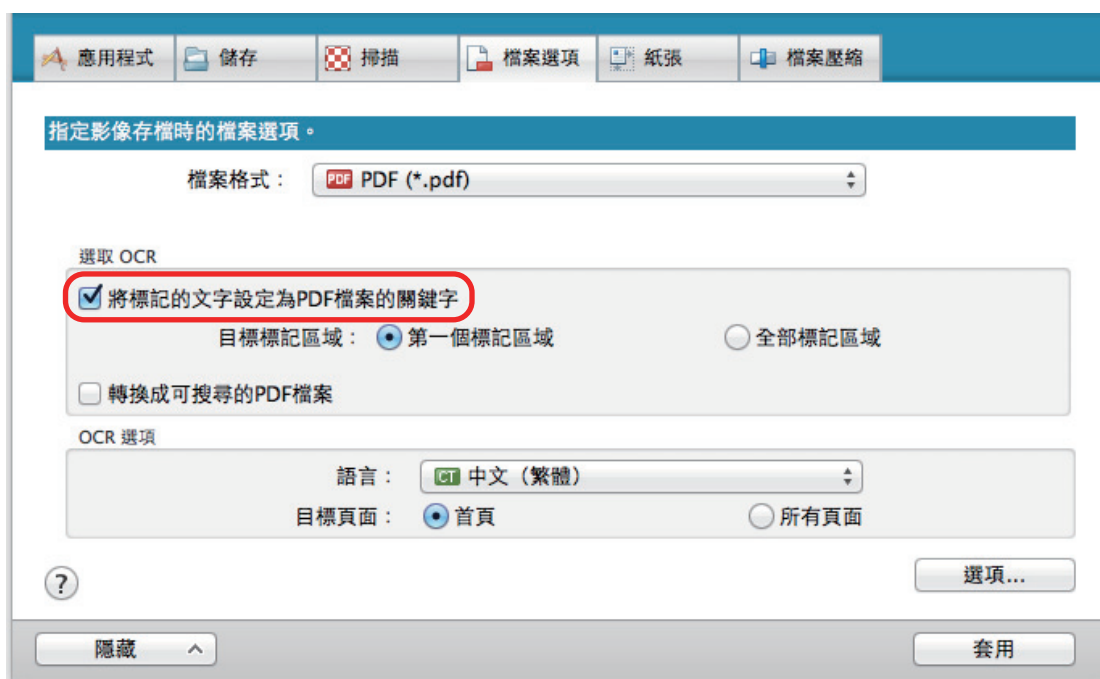 應用程式 儲存 掃描 檔案選項 紙張 檔案壓縮
指定影像存檔時的檔案選項。
檔案格式： PDF PDF (*.pdf)
選取 OCR
將標記的文字設定為PDF檔案的關鍵字
目標標記區域： 第一個標記區域 全部標記區域
轉換成可搜尋的PDF檔案
OCR 選項
語言： CT 中文（繁體）
目標頁面： 首頁 所有頁面
? 選項...
隱藏 套用